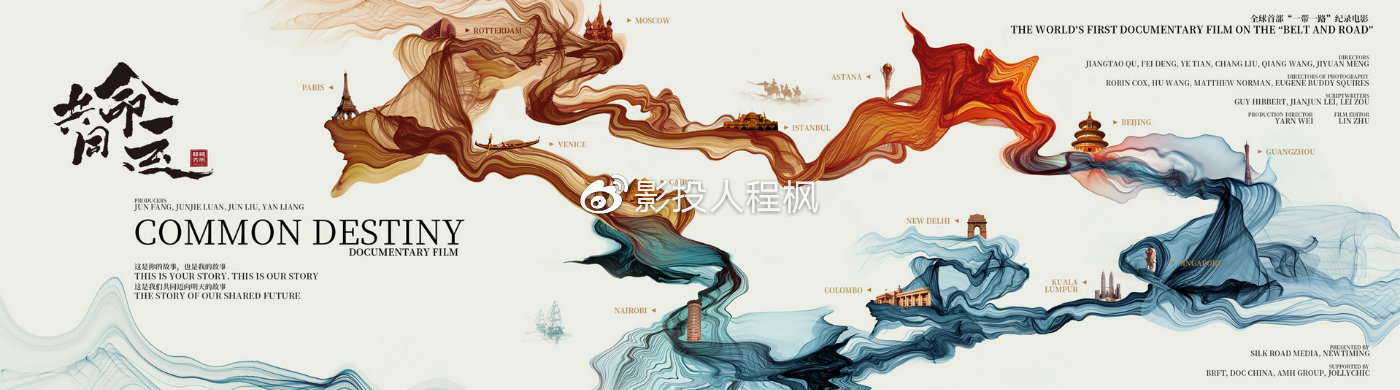 共同命运
PRODUCERS
JUN FANG, JUNJIE LUAN, JUN LIU, YAN LIANG
COMMON DESTINY
DOCUMENTARY FILM
这是你的故事，也是我的故事
THIS IS YOUR STORY. THIS IS OUR STORY
这是我们共同迈向明天的故事
THE STORY OF OUR SHARED FUTURE
MOSCOW
ROTTERDAM
PARIS
VENICE
ISTANBUL
ASTANA
BEIJING
GUANGZHOU
CAIRO
影投人程枫
NEW DELHI
SINGAPORE
KUALA
LUMPUR
COLOMBO
NAIROBI
全球首部“一带一路”纪录电影
THE WORLD'S FIRST DOCUMENTARY FILM ON THE “BELT AND ROAD”
DIRECTORS
JIANGTAO QU, FEI DENG, YE TIAN, CHANG LIU, QIANG WANG, JIYUAN MENG
DIRECTORS OF PHOTOGRAPHY
ROBIN COX, HU WANG, MATTHEW NORMAN, EUGENE BUDDY SQUIRES
SCRIPTWRITERS
GUY HIBBERT, JIANJUN LEI, LEI ZOU
PRODUCTION DIRECTOR FILM EDITOR
YARN WEI LIN ZHU
PRESENTED BY
SILK ROAD MEDIA, NEWTIMING
SUPPORTED BY
BRFT, DOC CHINA, AMH GROUP, JOLLYCHIC